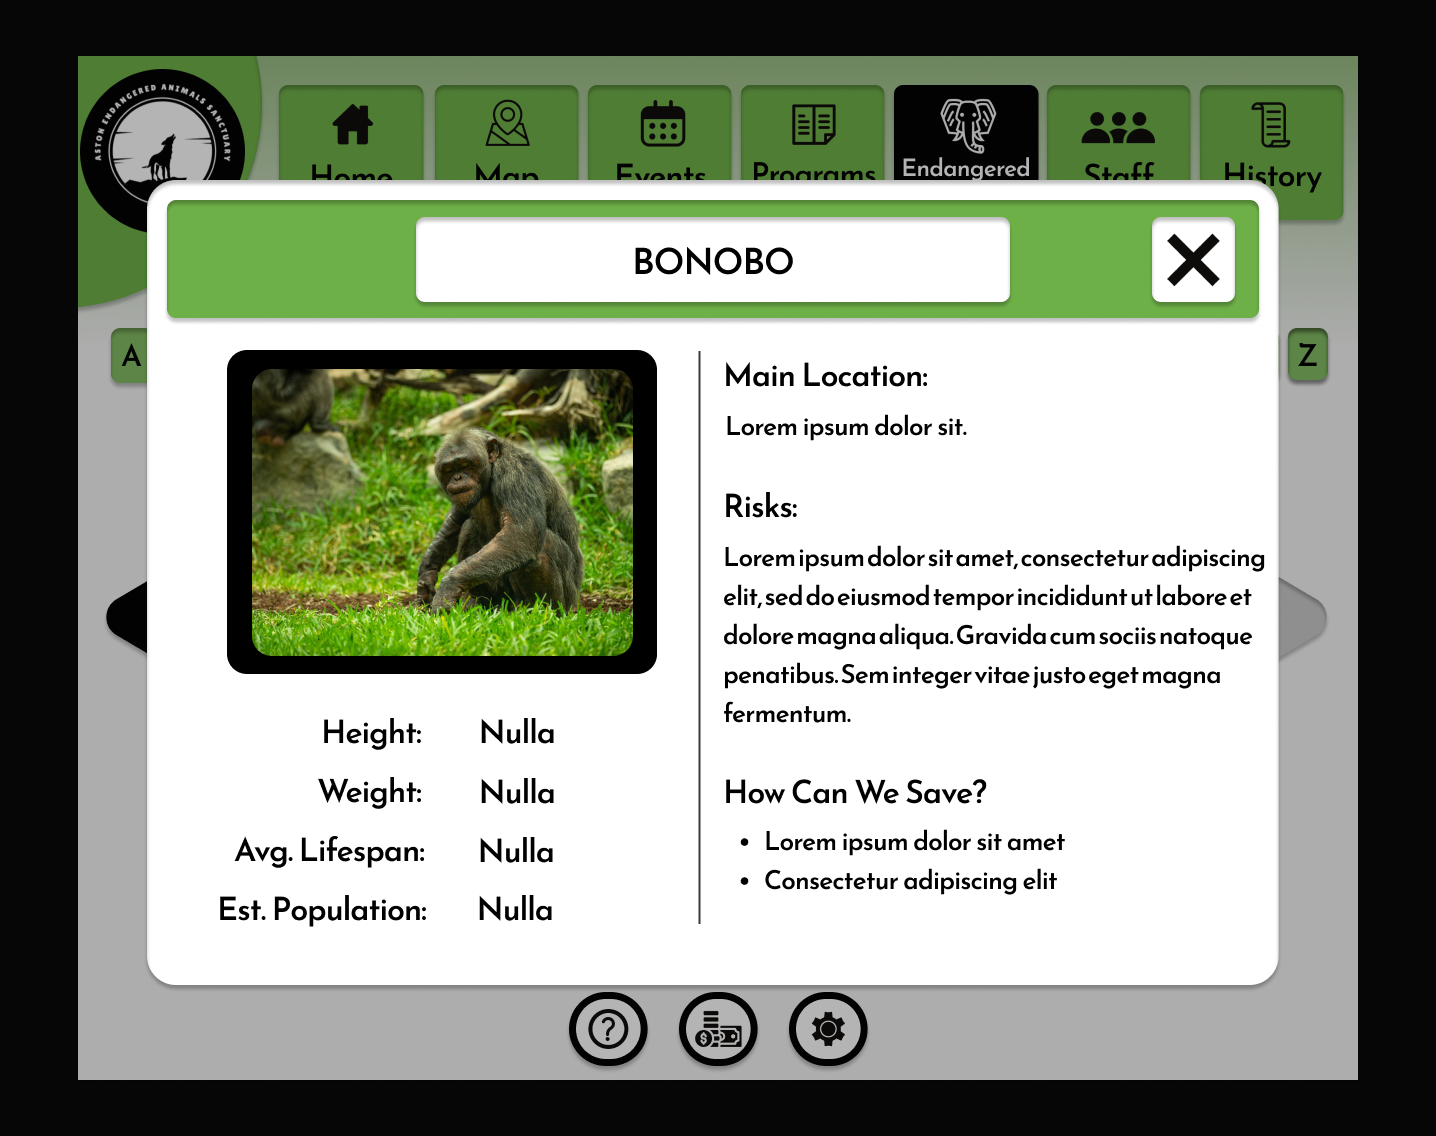 ASTON ENDANGERED ANIMALS SANCTUARY
Home
Map
Events
Programs
Endangered
Staff
History
BONOBO
A
Z
Main Location:
Lorem ipsum dolor sit.
Risks:
Lorem ipsum dolor sit amet, consectetur adipiscing
elit, sed do eiusmod tempor incididunt ut labore et
dolore magna aliqua. Gravida cum sociis natoque
penatibus. Sem integer vitae justo eget magna
fermentum.
How Can We Save?
• Lorem ipsum dolor sit amet
• Consectetur adipiscing elit
Height: Nulla
Weight: Nulla
Avg. Lifespan: Nulla
Est. Population: Nulla